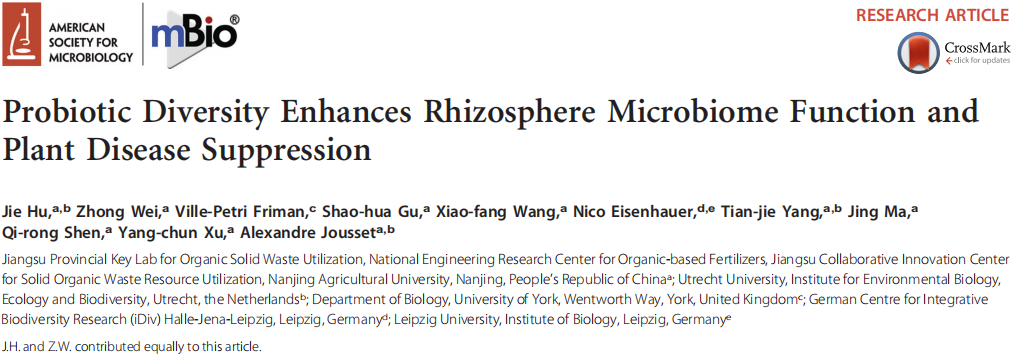 AMERICAN
SOCIETY FOR
MICROBIOLOGY
mBio®
RESEARCH ARTICLE
CrossMark
click for updates
Probiotic Diversity Enhances Rhizosphere Microbiome Function and
Plant Disease Suppression
Jie Hu,a,b Zhong Wei,a Ville-Petri Friman,c Shao-hua Gu,a Xiao-fang Wang,a Nico Eisenhauer,d,e Tian-jie Yang,a,b Jing Ma,a
Qi-rong Shen,a Yang-chun Xu,a Alexandre Jousseta,b
Jiangsu Provincial Key Lab for Organic Solid Waste Utilization, National Engineering Research Center for Organic-based Fertilizers, Jiangsu Collaborative Innovation Center
for Solid Organic Waste Resource Utilization, Nanjing Agricultural University, Nanjing, People's Republic of Chinaa; Utrecht University, Institute for Environmental Biology,
Ecology and Biodiversity, Utrecht, the Netherlandsb; Department of Biology, University of York, Wentworth Way, York, United Kingdomc; German Centre for Integrative
Biodiversity Research (iDiv) Halle-Jena-Leipzig, Leipzig, Germanyd; Leipzig University, Institute of Biology, Leipzig, Germanye
J.H. and Z.W. contributed equally to this article.